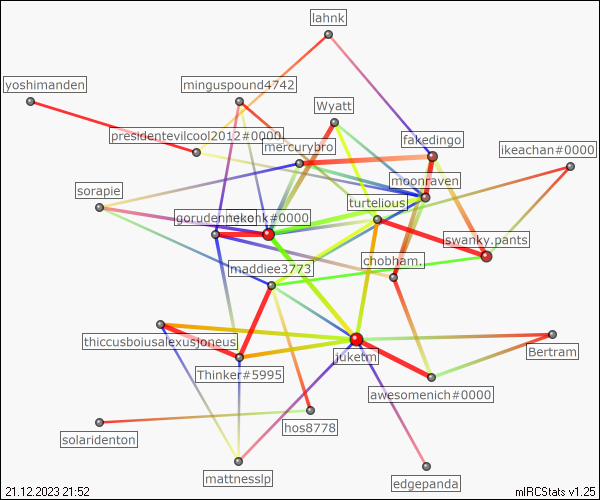 lahnk
yoshimanden
minguspound4742
Wyatt
presidentevilcool2012#0000
fakedingo
mercurybro
ikeachan#0000
moonraven
sorapie
turtelious
nekonk#0000
swanky.pants
chobham.
maddiee3773
thiccusboiusalexusjoneus
juketm
Bertram
Thinker#5995
awesomenich#0000
hos8778
solaridenton
mattnesslp
edgepanda
21.12.2023 21:52
mIRCStats v1.25